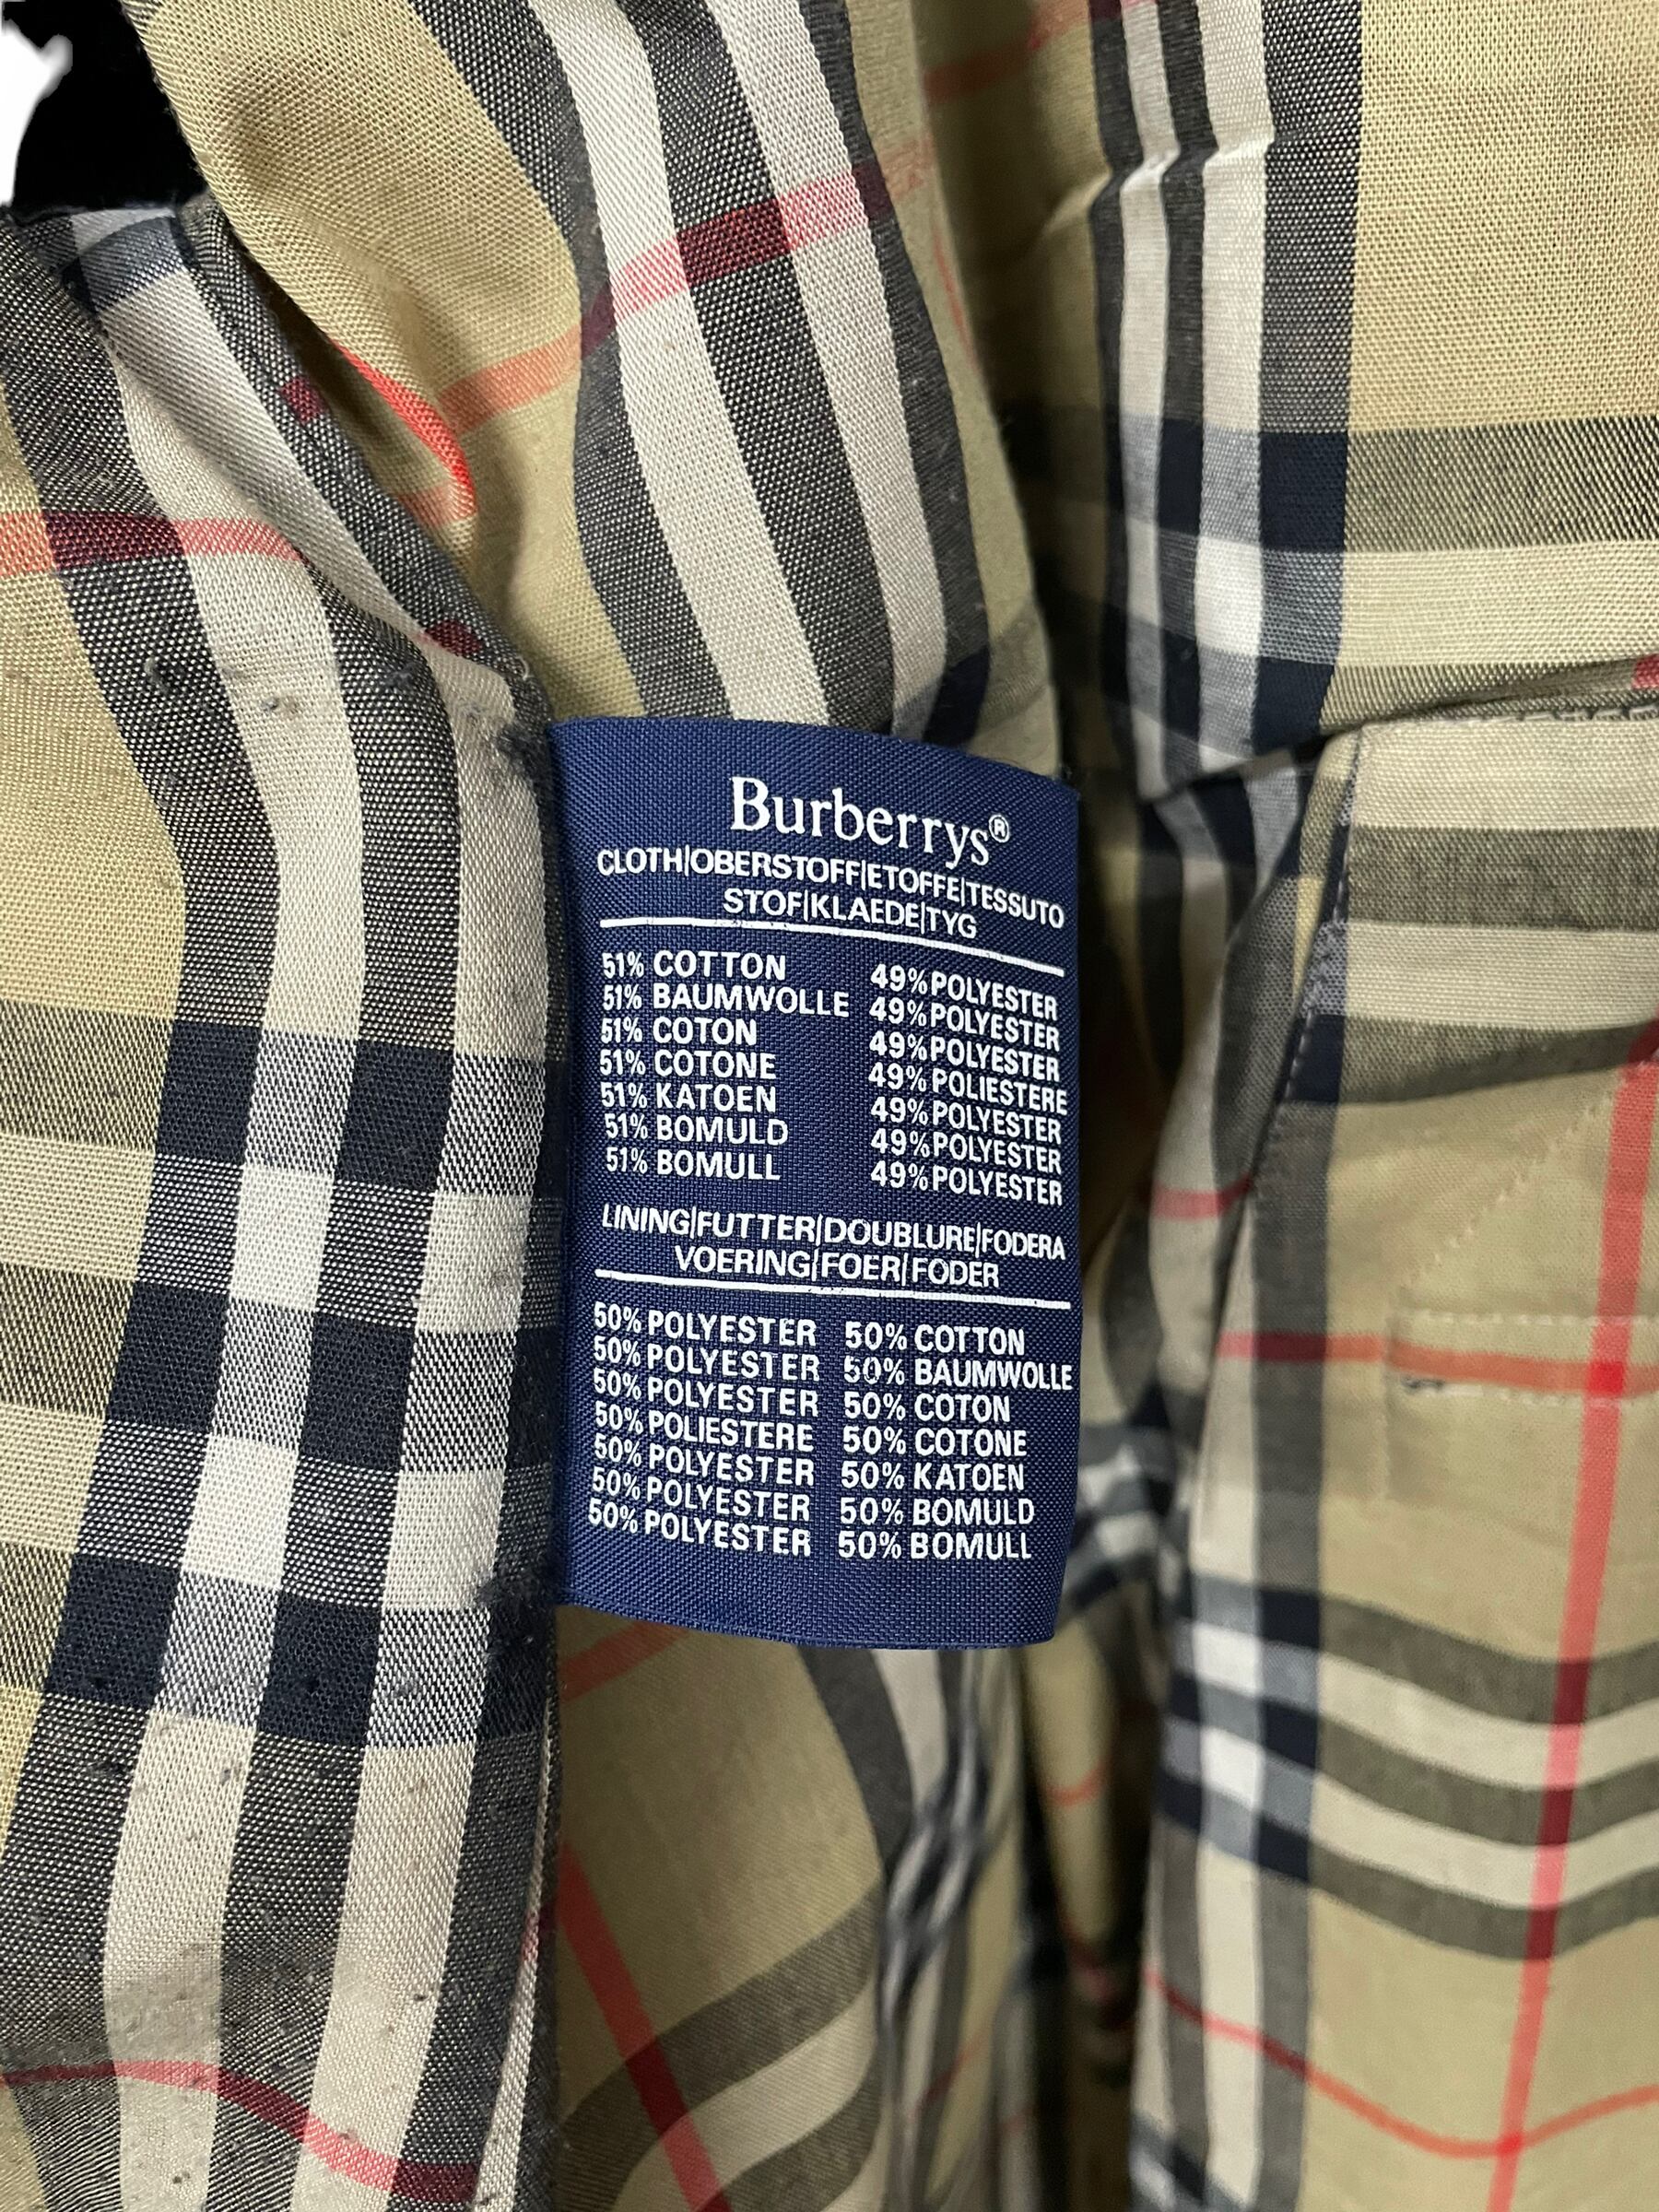 Burberrys®
CLOTH|OBERSTOFF|ETOFFE|TESSUTO
STOF|KLAEDE|TYG
51% COTTON 49% POLYESTER
51% BAUMWOLLE 49% POLYESTER
51% COTON 49% POLYESTER
51% COTONE 49% POLIESTERE
51% KATOEN 49% POLYESTER
51% BOMULD 49% POLYESTER
51% BOMULL 49% POLYESTER
LINING|FUTTER|DOUBLURE|FODERA
VOERING|FOER|FODER
50% POLYESTER 50% COTTON
50% POLYESTER 50% BAUMWOLLE
50% POLYESTER 50% COTON
50% POLIESTERE 50% COTONE
50% POLYESTER 50% KATOEN
50% POLYESTER 50% BOMULD
50% POLYESTER 50% BOMULL